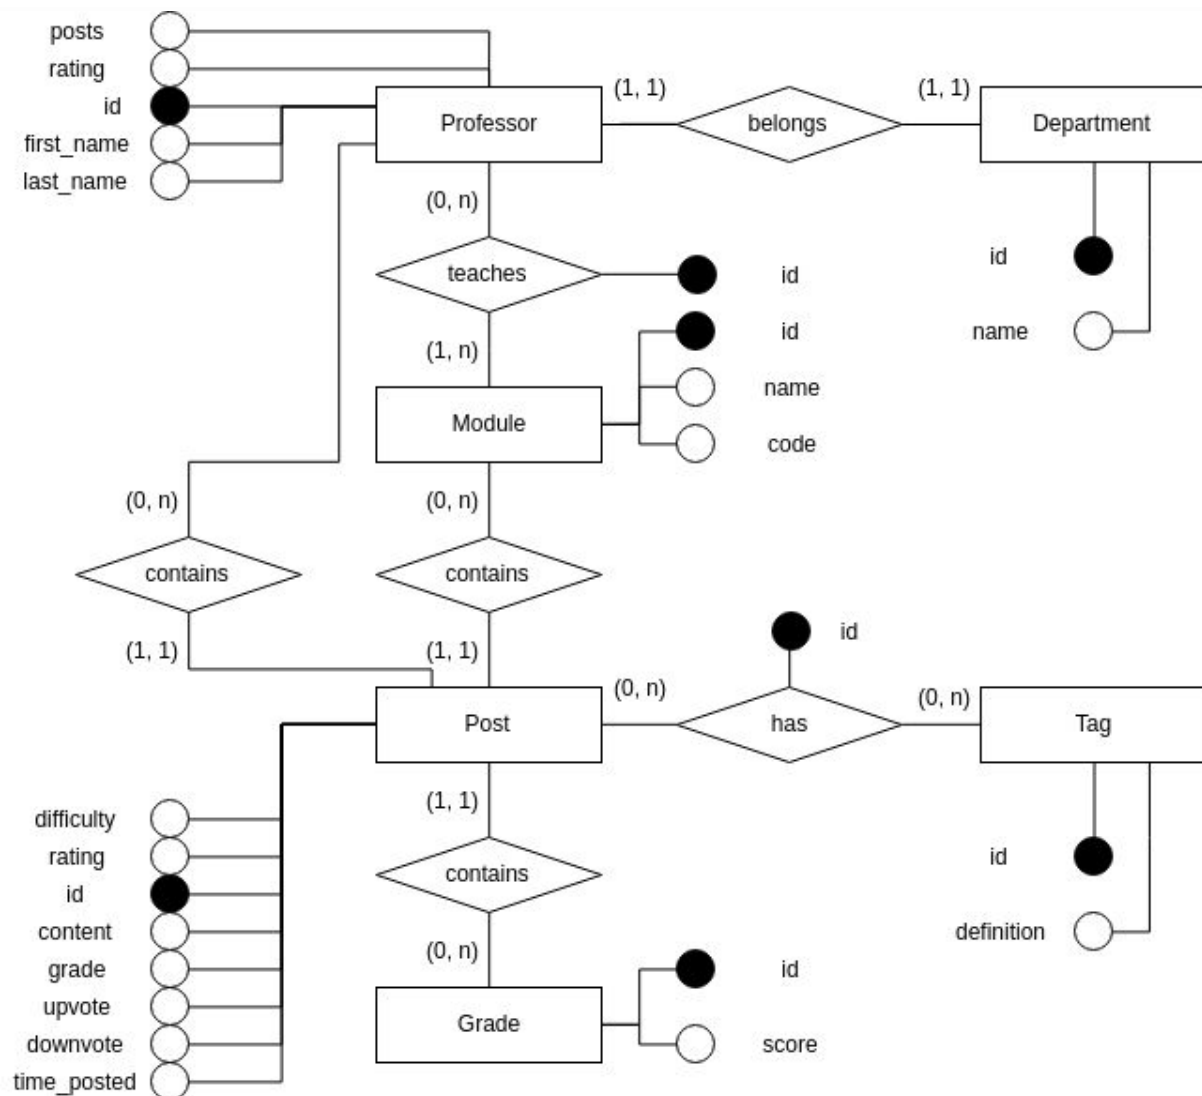 posts
rating
id
first_name
last_name
Professor
(1, 1)
belongs
(1, 1)
Department
id
name
(0, n)
teaches
id
(1, n)
id
name
code
Module
(0, n)
contains
(1, 1)
(0, n)
contains
(1, 1)
Post
(0, n)
has
id
(0, n)
Tag
id
definition
difficulty
rating
id
content
grade
upvote
downvote
time_posted
(1, 1)
contains
(0, n)
Grade
id
score